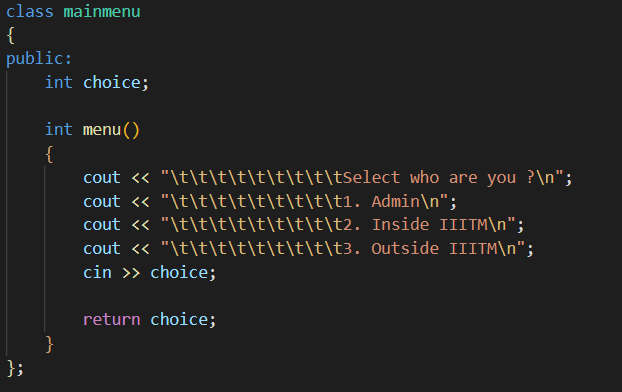 class mainmenu
{
public:
    int choice;

    int menu()
    {
        cout << "\t\t\t\t\t\t\t\t\tSelect who are you ?\n";
        cout << "\t\t\t\t\t\t\t\t\t1. Admin\n";
        cout << "\t\t\t\t\t\t\t\t\t2. Inside IIITM\n";
        cout << "\t\t\t\t\t\t\t\t\t3. Outside IIITM\n";
        cin >> choice;

        return choice;
    }
};